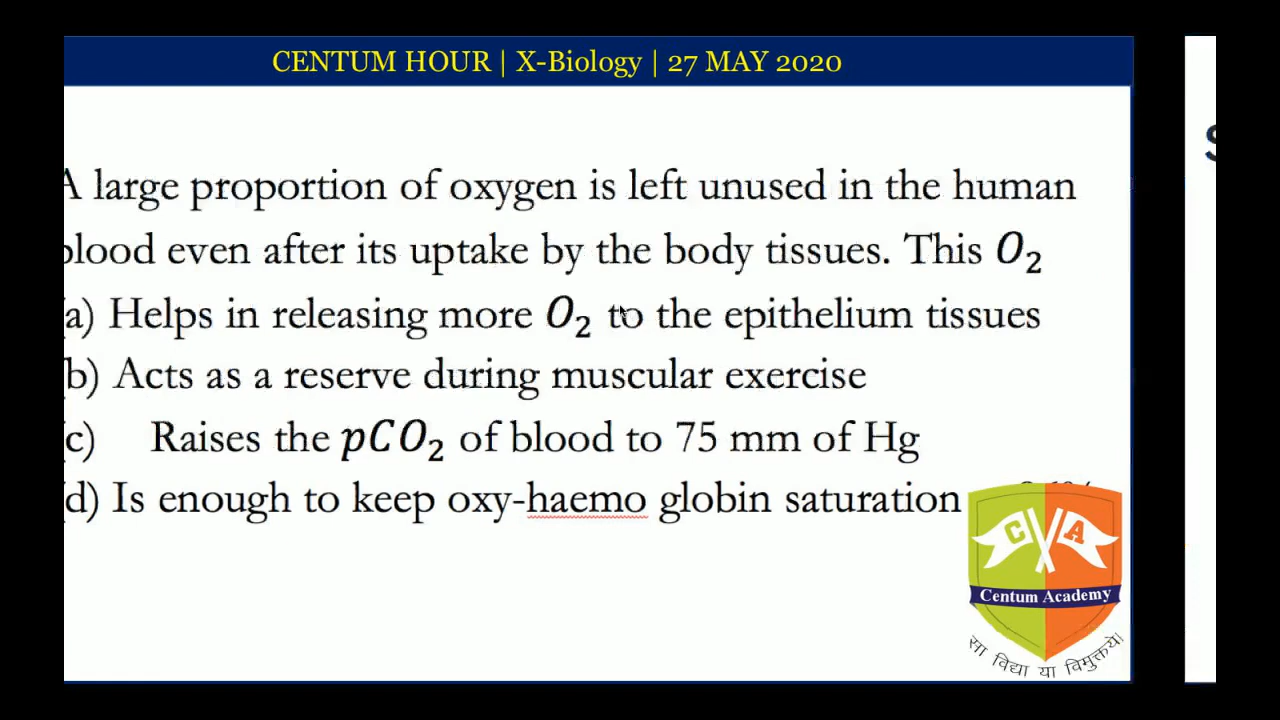 CENTUM HOUR | X-Biology | 27 MAY 2020
A large proportion of oxygen is left unused in the human
blood even after its uptake by the body tissues. This O₂
(a) Helps in releasing more O₂ to the epithelium tissues
(b) Acts as a reserve during muscular exercise
(c) Raises the pCO₂ of blood to 75 mm of Hg
(d) Is enough to keep oxy-haemo globin saturation
C A
Centum Academy
सा विद्या या विमुक्तये।